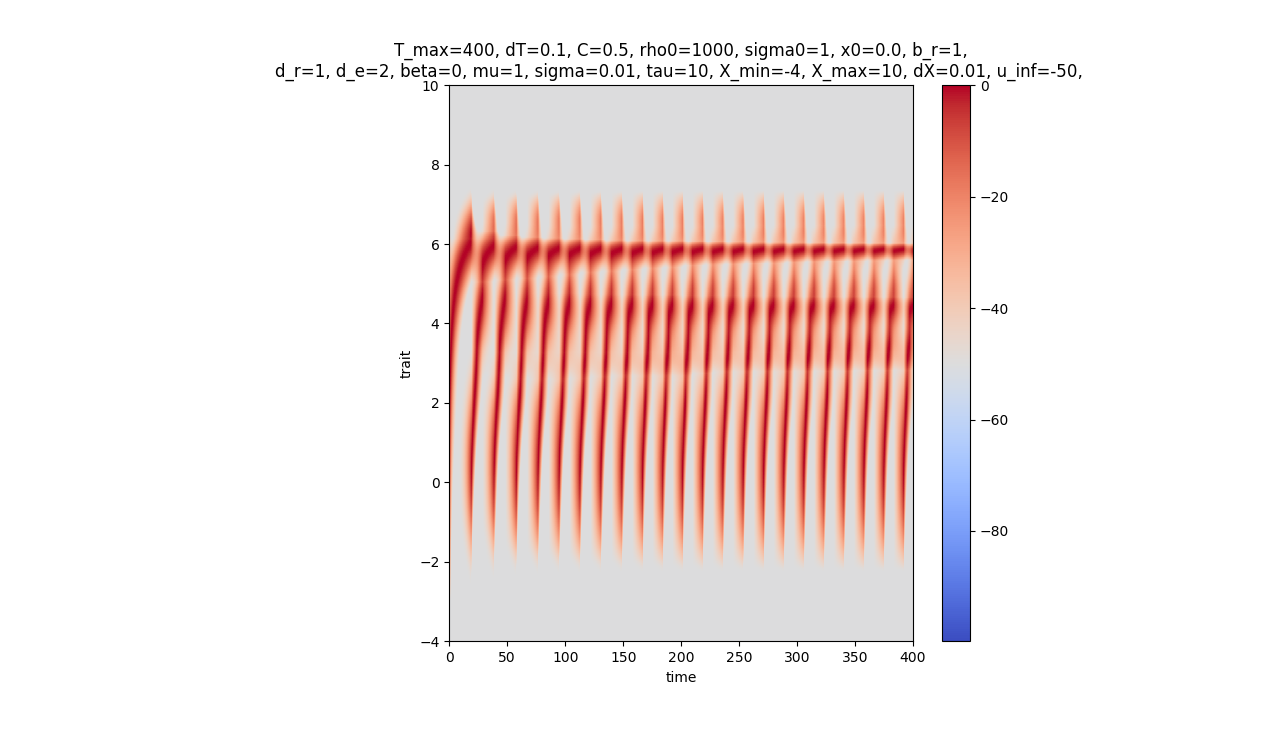 T_max=400, dT=0.1, C=0.5, rho0=1000, sigma0=1, x0=0.0, b_r=1,
d_r=1, d_e=2, beta=0, mu=1, sigma=0.01, tau=10, X_min=-4, X_max=10, dX=0.01, u_inf=-50,
10
8
6
4
2
0
−2
−4
trait
0 50 100 150 200 250 300 350 400
time
0
−20
−40
−60
−80